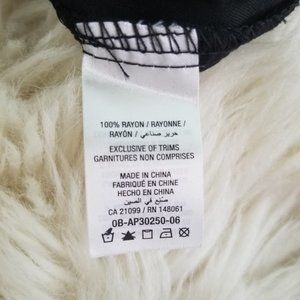 100% RAYON / RAYONNE /
RAYÓN / حرير صناعي
EXCLUSIVE OF TRIMS
GARNITURES NON COMPRISES
MADE IN CHINA
FABRIQUÉ EN CHINE
HECHO EN CHINA
صنع في الصين
CA 21099 / RN 148061
0B-AP30250-06